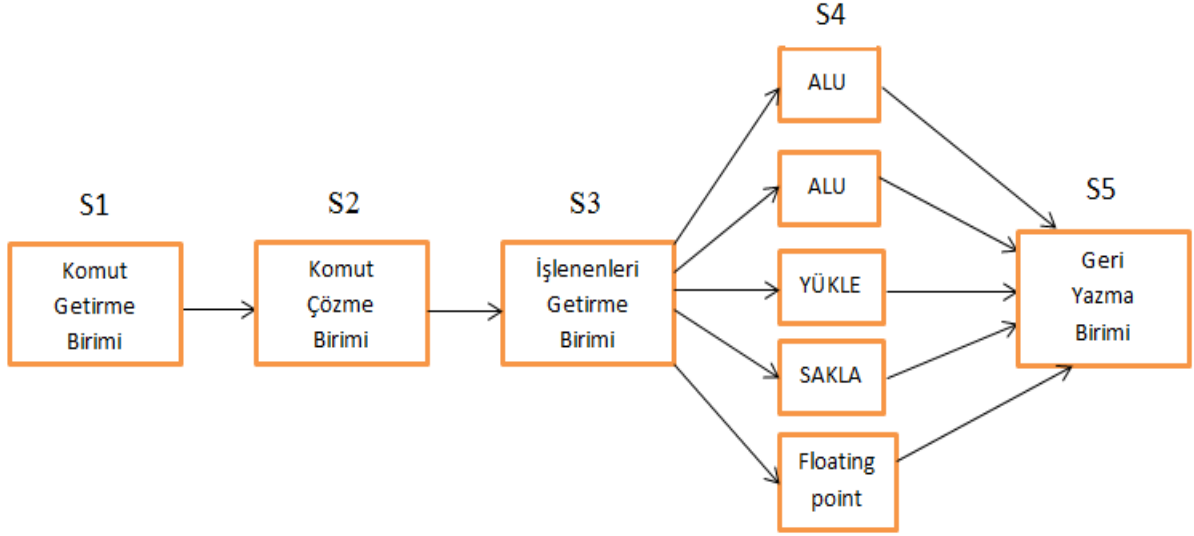 S1
Komut
Getirme
Birimi
S2
Komut
Çözme
Birimi
S3
İşlenenleri
Getirme
Birimi
S4
ALU
ALU
YÜKLE
SAKLA
Floating
point
S5
Geri
Yazma
Birimi